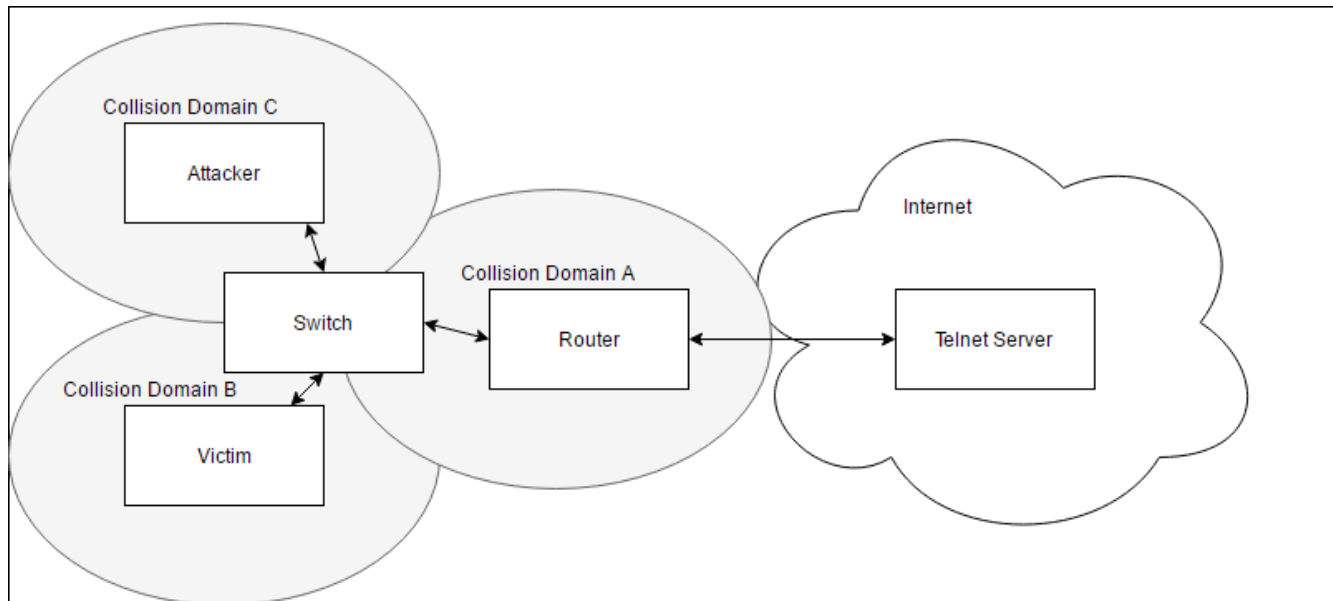 Collision Domain C
Attacker
Internet
Collision Domain A
Switch
Router
Telnet Server
Collision Domain B
Victim